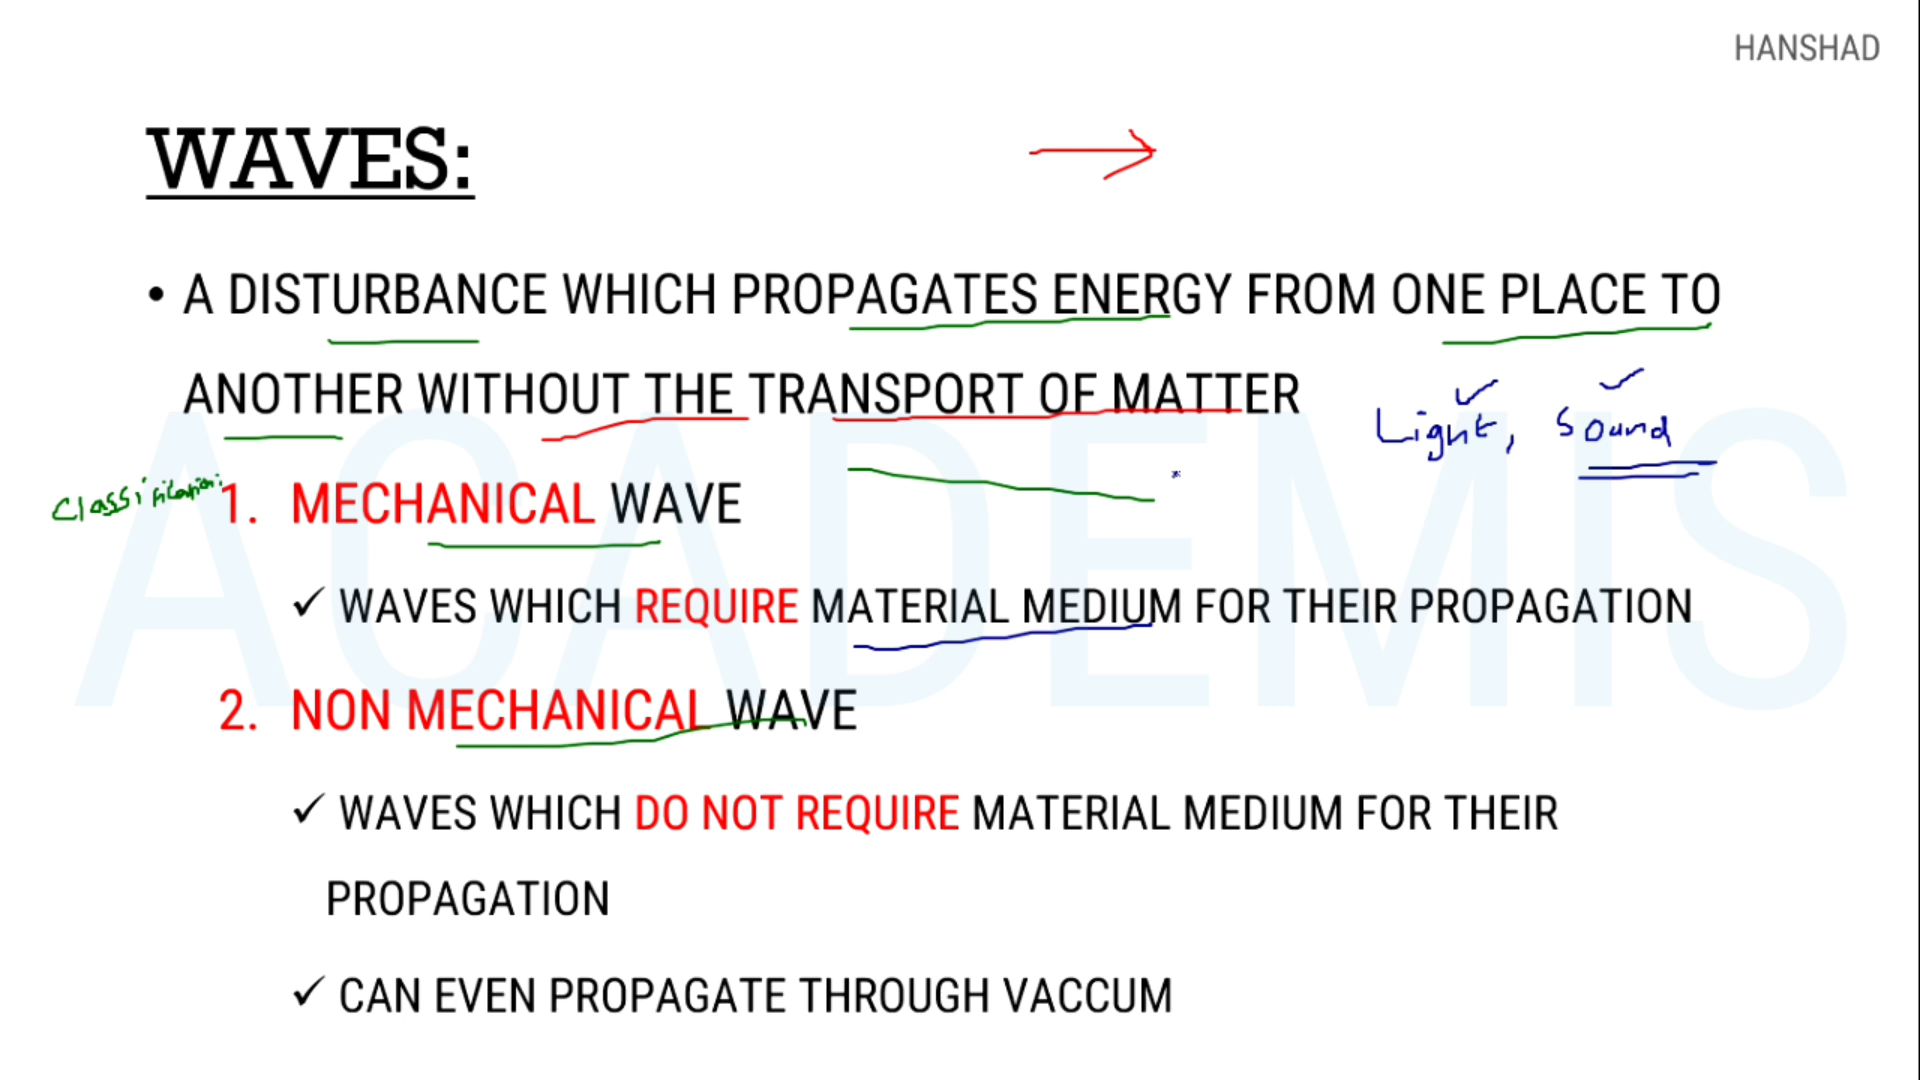 HANSHAD
WAVES:
• A DISTURBANCE WHICH PROPAGATES ENERGY FROM ONE PLACE TO
ANOTHER WITHOUT THE TRANSPORT OF MATTER
Light, Sound
Classification:
1. MECHANICAL WAVE
✓ WAVES WHICH REQUIRE MATERIAL MEDIUM FOR THEIR PROPAGATION
2. NON MECHANICAL WAVE
✓ WAVES WHICH DO NOT REQUIRE MATERIAL MEDIUM FOR THEIR
PROPAGATION
✓ CAN EVEN PROPAGATE THROUGH VACCUM
ACADEMIS